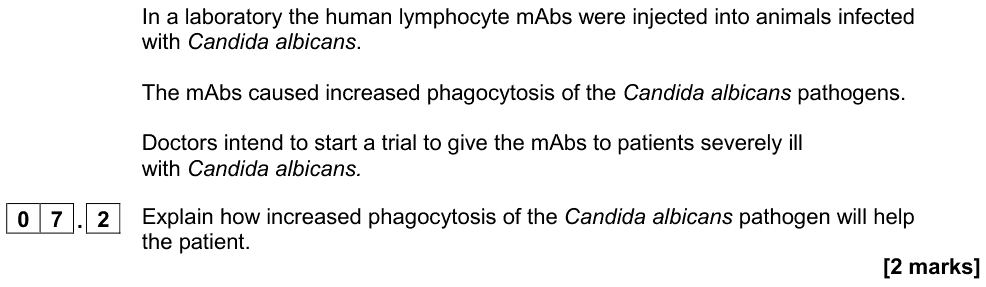 In a laboratory the human lymphocyte mAbs were injected into animals infected
with Candida albicans.
The mAbs caused increased phagocytosis of the Candida albicans pathogens.
Doctors intend to start a trial to give the mAbs to patients severely ill
with Candida albicans.
0 7 . 2 Explain how increased phagocytosis of the Candida albicans pathogen will help
the patient.
[2 marks]